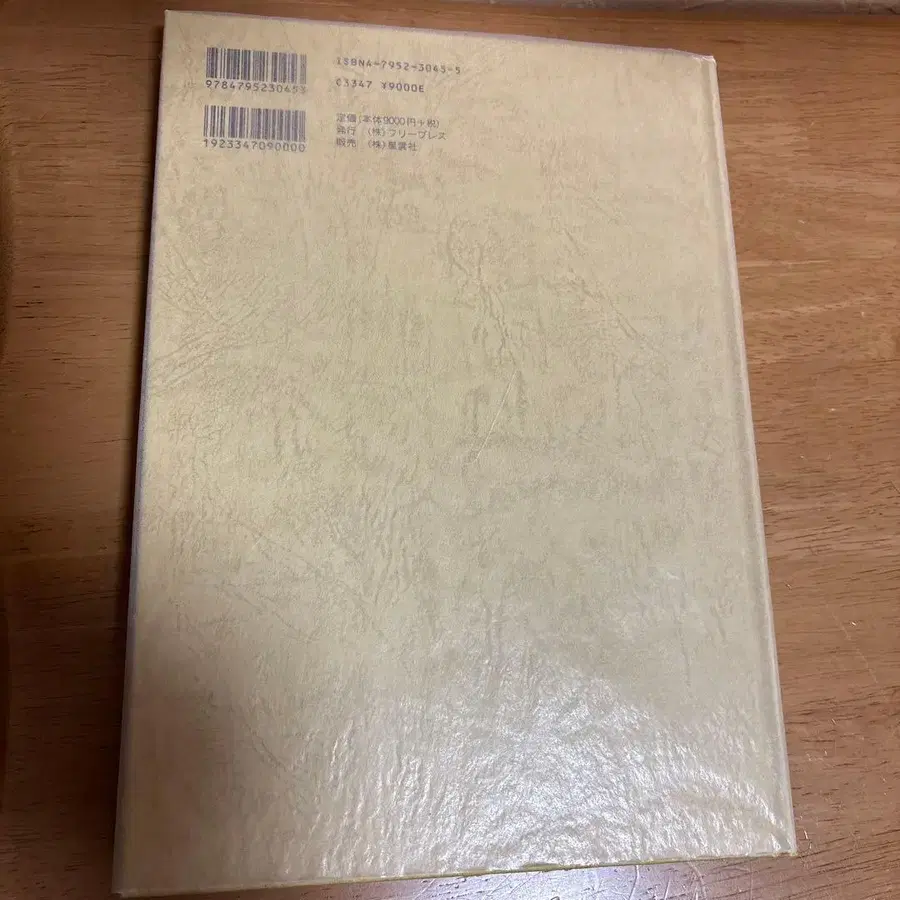 ISBN4-7952-3045-5
C3347 ¥9000E
9784795230453
1923347090000
定価(本体9000円+税)
発行 (株)フリープレス
販売 (株)星雲社